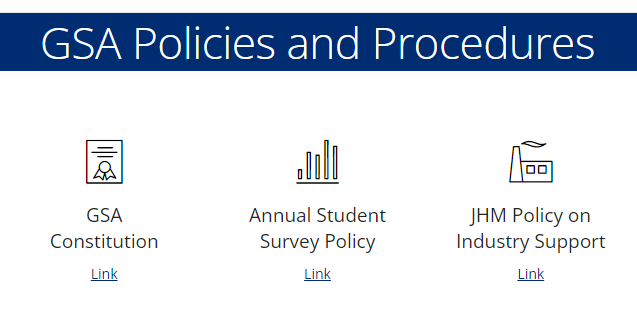 GSA Policies and Procedures
GSA
Constitution
Link
Annual Student
Survey Policy
Link
JHM Policy on
Industry Support
Link